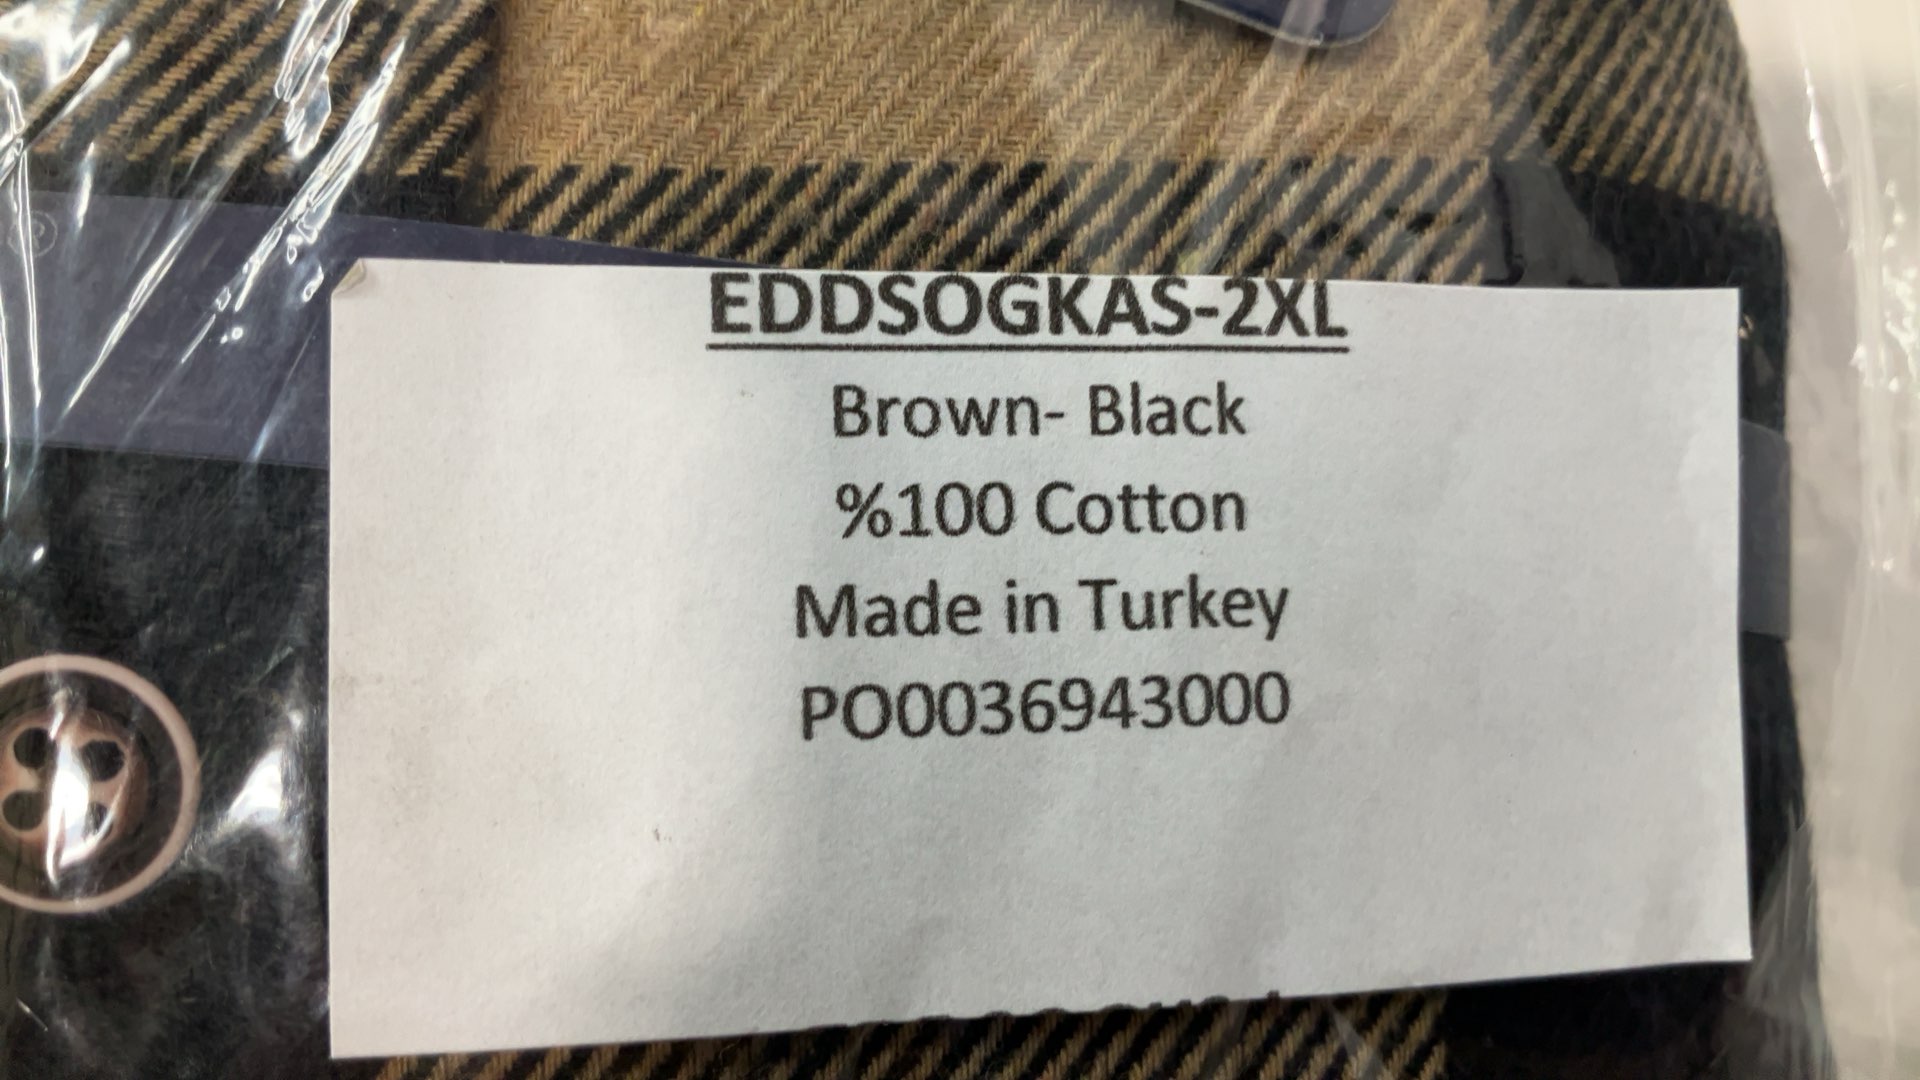 EDDSOGKAS-2XL
Brown- Black
%100 Cotton
Made in Turkey
PO0036943000
®